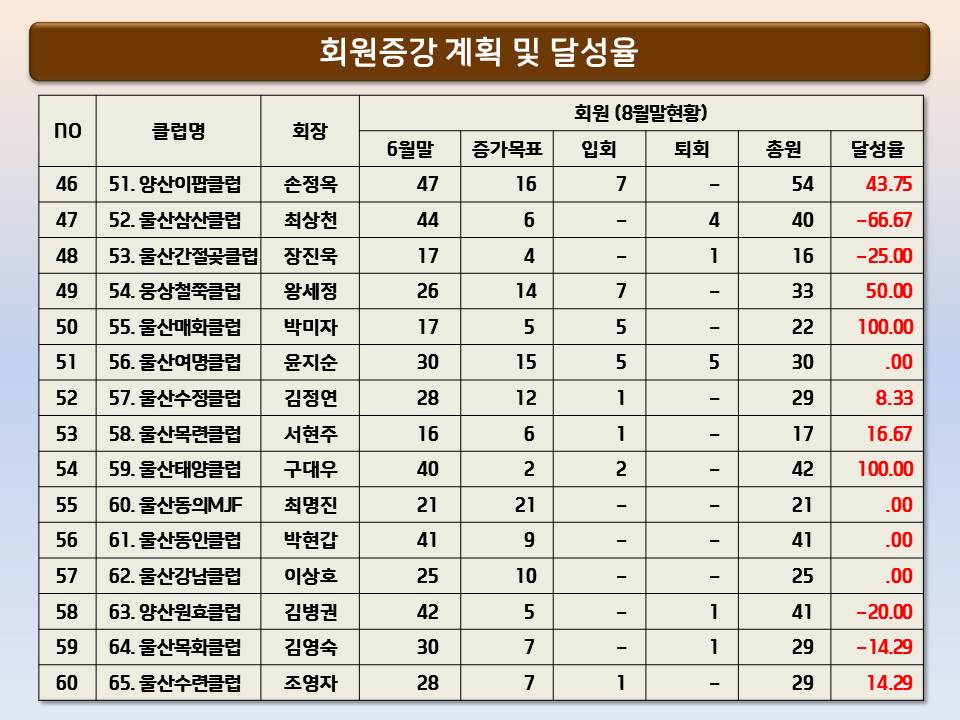 회원증강 계획 및 달성율
NO 클럽명 회장 회원 (8월말현황)
6월말 증가목표 입회 퇴회 총원 달성율
46 51. 양산이팝클럽 손정옥 47 16 7 - 54 43.75
47 52. 울산삼산클럽 최상천 44 6 - 4 40 -66.67
48 53. 울산간절곶클럽 장진욱 17 4 - 1 16 -25.00
49 54. 웅상철쭉클럽 왕세정 26 14 7 - 33 50.00
50 55. 울산매화클럽 박미자 17 5 5 - 22 100.00
51 56. 울산여명클럽 윤지순 30 15 5 5 30 .00
52 57. 울산수정클럽 김정연 28 12 1 - 29 8.33
53 58. 울산목련클럽 서현주 16 6 1 - 17 16.67
54 59. 울산태양클럽 구대우 40 2 2 - 42 100.00
55 60. 울산동의MJF 최명진 21 21 - - 21 .00
56 61. 울산동인클럽 박현갑 41 9 - - 41 .00
57 62. 울산강남클럽 이상호 25 10 - - 25 .00
58 63. 양산원효클럽 김병권 42 5 - 1 41 -20.00
59 64. 울산목화클럽 김영숙 30 7 - 1 29 -14.29
60 65. 울산수련클럽 조영자 28 7 1 - 29 14.29